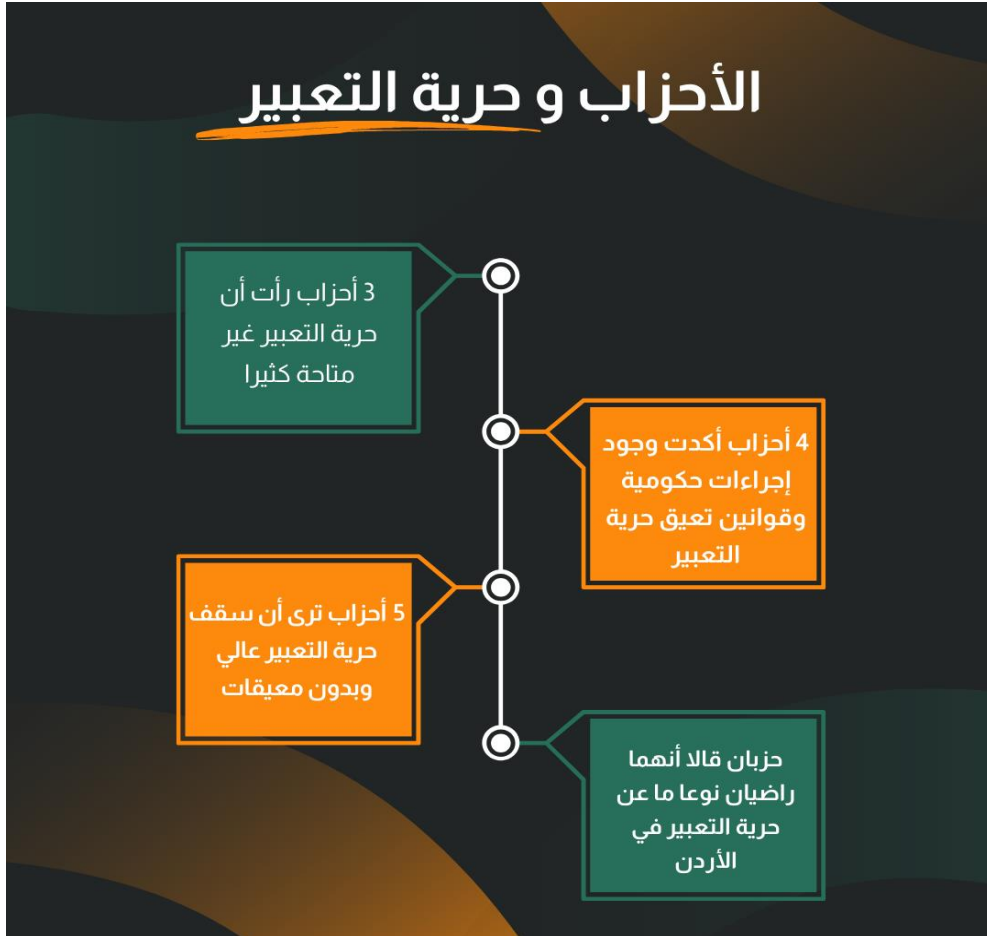 الأحزاب و حرية التعبير
3 أحزاب رأت أن
حرية التعبير غير
متاحة كثيرا
4 أحزاب أكدت وجود
إجراءات حكومية
وقوانين تعيق حرية
التعبير
5 أحزاب ترى أن سقف
حرية التعبير عالي
وبدون معيقات
حزبان قالا أنهما
راضيان نوعا ما عن
حرية التعبير في
الأردن